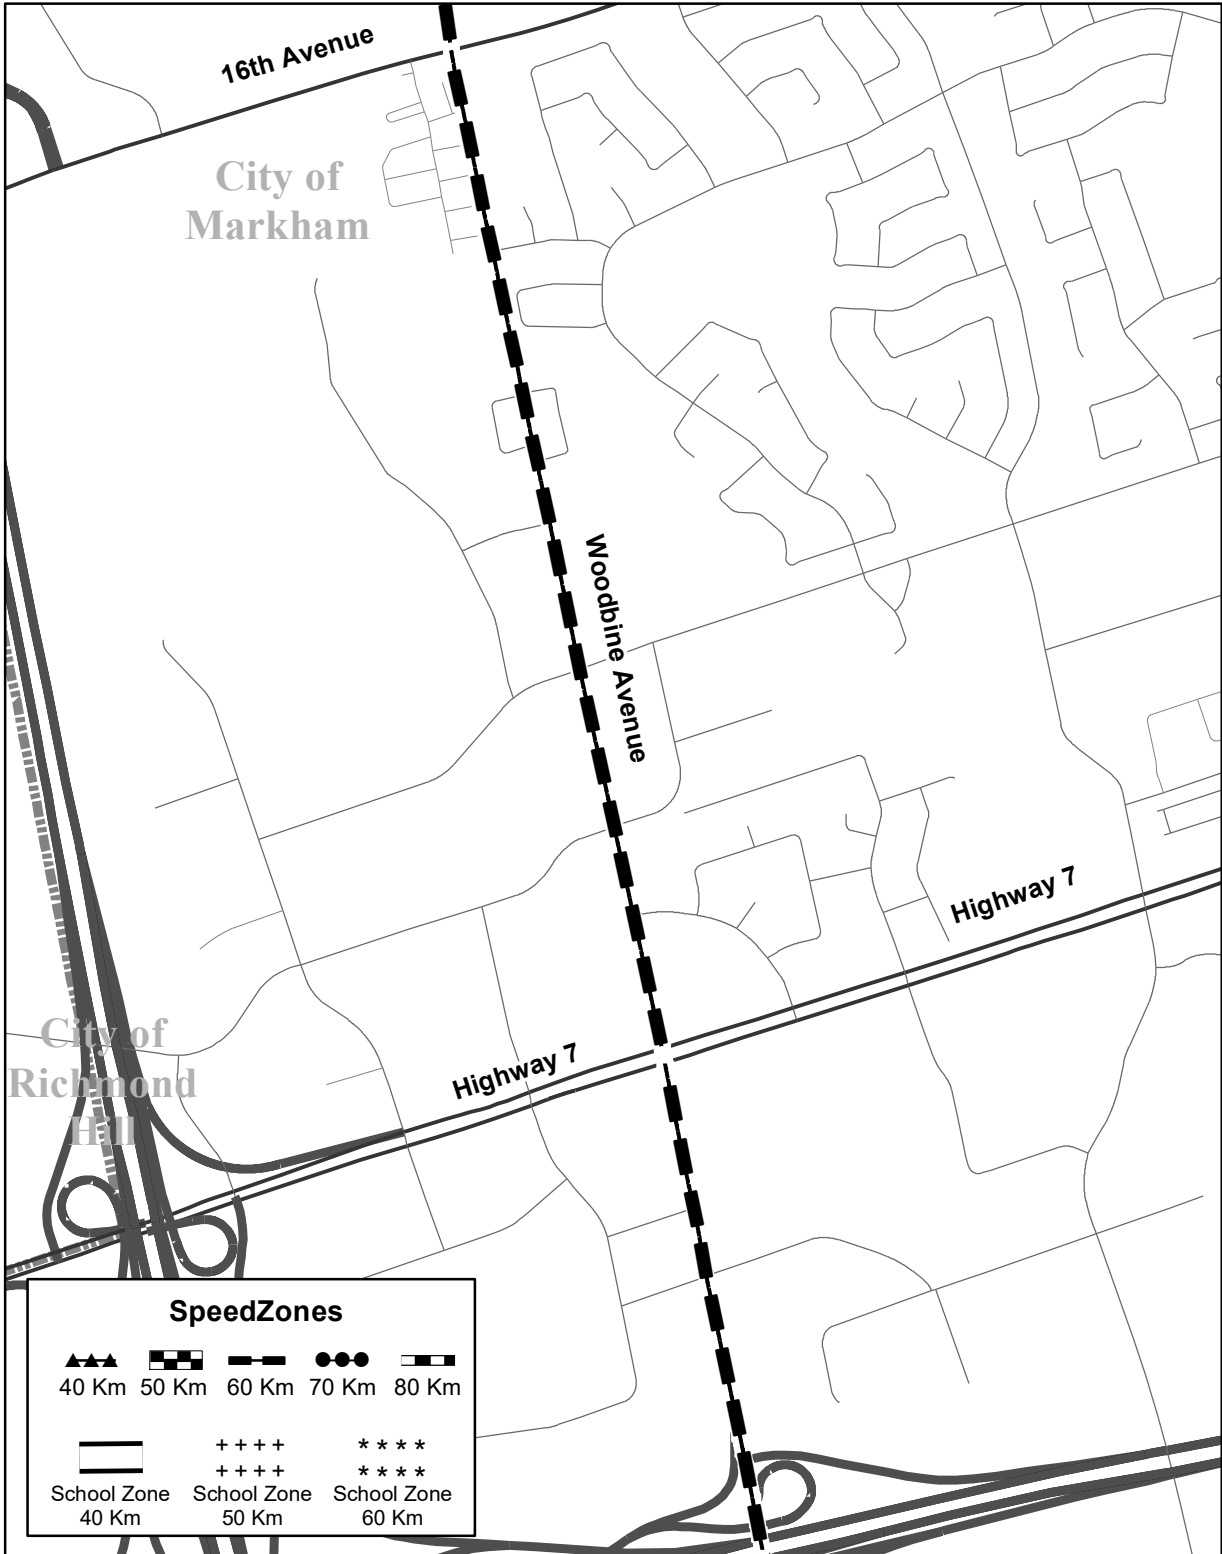 16th Avenue
City of
Markham
Woodbine Avenue
Highway 7
City of
Richmond
Hill
Highway 7
SpeedZones
40 Km 50 Km 60 Km 70 Km 80 Km
School Zone School Zone School Zone
40 Km 50 Km 60 Km